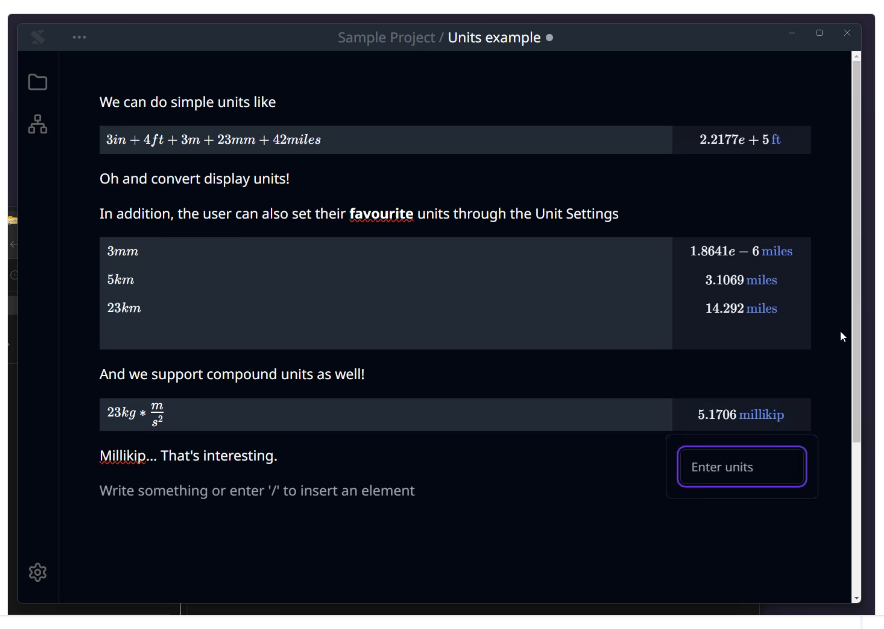 Sample Project / Units example
We can do simple units like
3in + 4ft + 3m + 23mm + 42miles 2.2177e + 5 ft
Oh and convert display units!
In addition, the user can also set their favourite units through the Unit Settings
3mm 1.8641e − 6 miles
5km 3.1069 miles
23km 14.292 miles
And we support compound units as well!
23kg * m/s² 5.1706 millikip
Millikip... That's interesting.
Enter units
Write something or enter '/' to insert an element